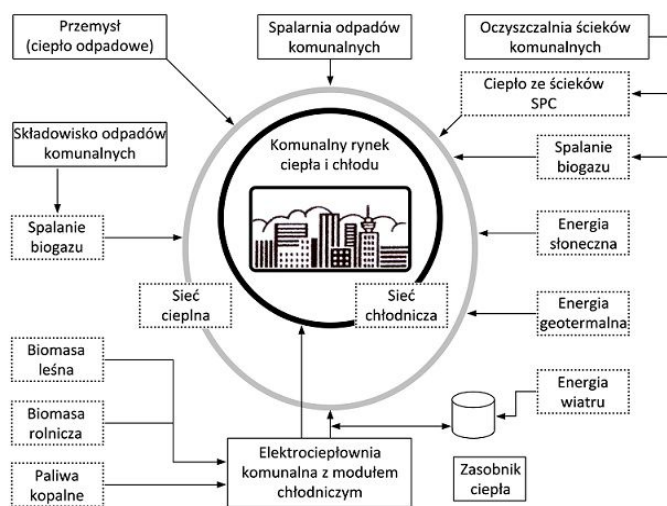 Przemysł
(ciepło odpadowe)
Spalarnia odpadów
komunalnych
Oczyszczalnia ścieków
komunalnych
Ciepło ze ścieków
SPC
Składowisko odpadów
komunalnych
Komunalny rynek
ciepła i chłodu
Spalanie
biogazu
Spalanie
biogazu
Energia
słoneczna
Sieć
cieplna
Sieć
chłodnicza
Energia
geotermalna
Biomasa
leśna
Energia
wiatru
Biomasa
rolnicza
Elektrociepłownia
komunalna z modułem
chłodniczym
Paliwa
kopalne
Zasobnik
ciepła